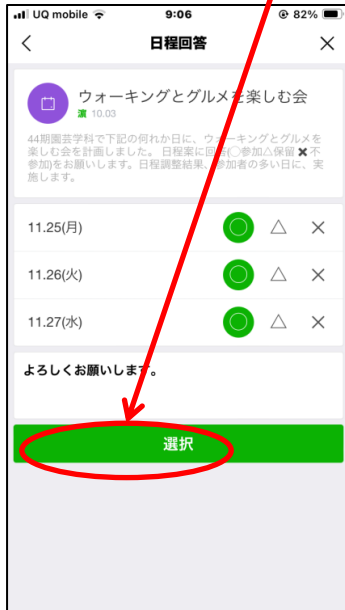 UQ mobile 9:06 82%
日程回答
ウォーキングとグルメを楽しむ会
濵 10.03
44期園芸学科で下記の何れか日に、ウォーキングとグルメを
楽しむ会を計画しました。 日程案に回答(◯参加△保留✖不
参加)をお願いします。日程調整結果、参加者の多い日に、実
施します。
11.25(月) ◯ △ ×
11.26(火) ◯ △ ×
11.27(水) ◯ △ ×
よろしくお願いします。
選択